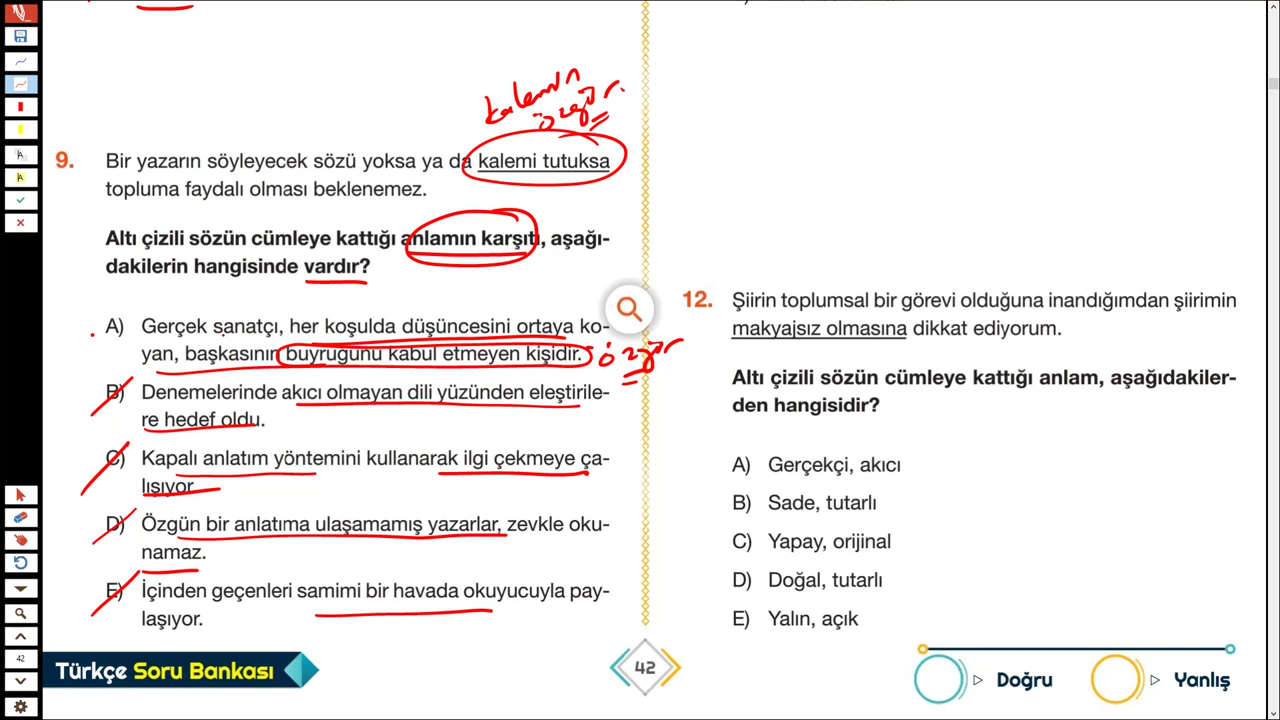 kalemin
özgür.
9. Bir yazarın söyleyecek sözü yoksa ya da kalemi tutuksa
topluma faydalı olması beklenemez.
Altı çizili sözün cümleye kattığı anlamın karşıtı, aşağı-
dakilerin hangisinde vardır?
A) Gerçek sanatçı, her koşulda düşüncesini ortaya ko-
yan, başkasının buyruğunu kabul etmeyen kişidir. özgür
B) Denemelerinde akıcı olmayan dili yüzünden eleştirile-
re hedef oldu.
C) Kapalı anlatım yöntemini kullanarak ilgi çekmeye ça-
lışıyor.
D) Özgün bir anlatıma ulaşamamış yazarlar, zevkle oku-
namaz.
E) İçinden geçenleri samimi bir havada okuyucuyla pay-
laşıyor.
12. Şiirin toplumsal bir görevi olduğuna inandığımdan şiirimin
makyajsız olmasına dikkat ediyorum.
Altı çizili sözün cümleye kattığı anlam, aşağıdakiler-
den hangisidir?
A) Gerçekçi, akıcı
B) Sade, tutarlı
C) Yapay, orijinal
D) Doğal, tutarlı
E) Yalın, açık
42
Türkçe Soru Bankası
42
Doğru
Yanlış